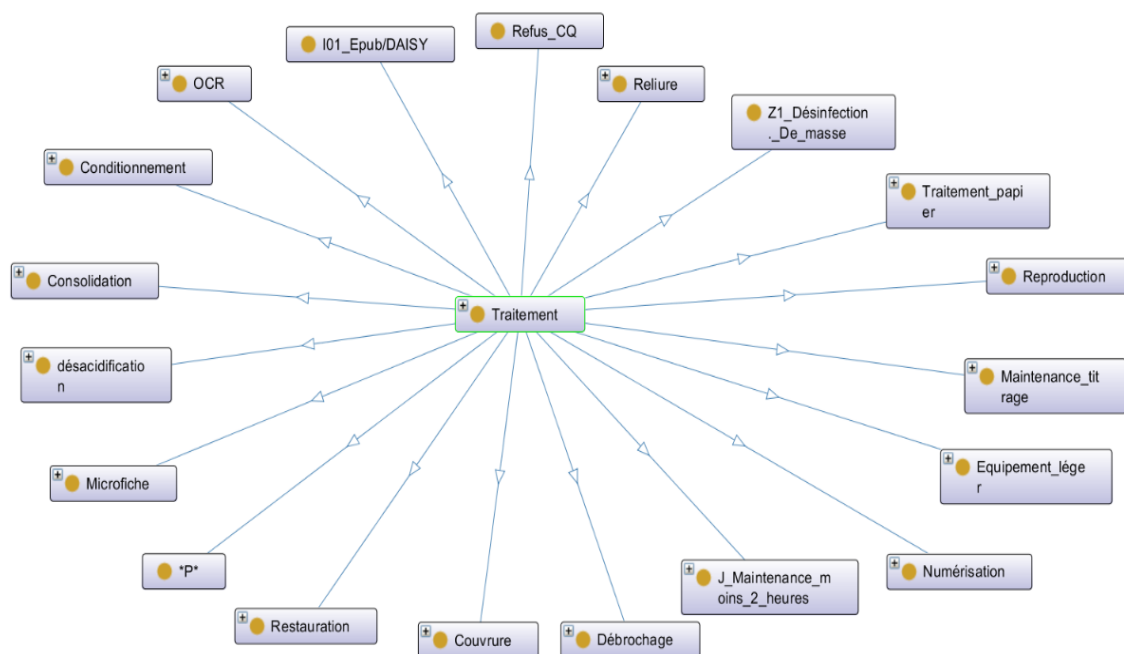 Refus_CQ
I01_Epub/DAISY
OCR
Reliure
Z1_Désinfection
._De_masse
Conditionnement
Traitement_papi
er
Consolidation
Reproduction
Traitement
désacidificatio
n
Maintenance_tit
rage
Equipement_lége
r
Microfiche
*P*
Numérisation
J_Maintenance_m
oins_2_heures
Restauration
Couvrure
Débrochage